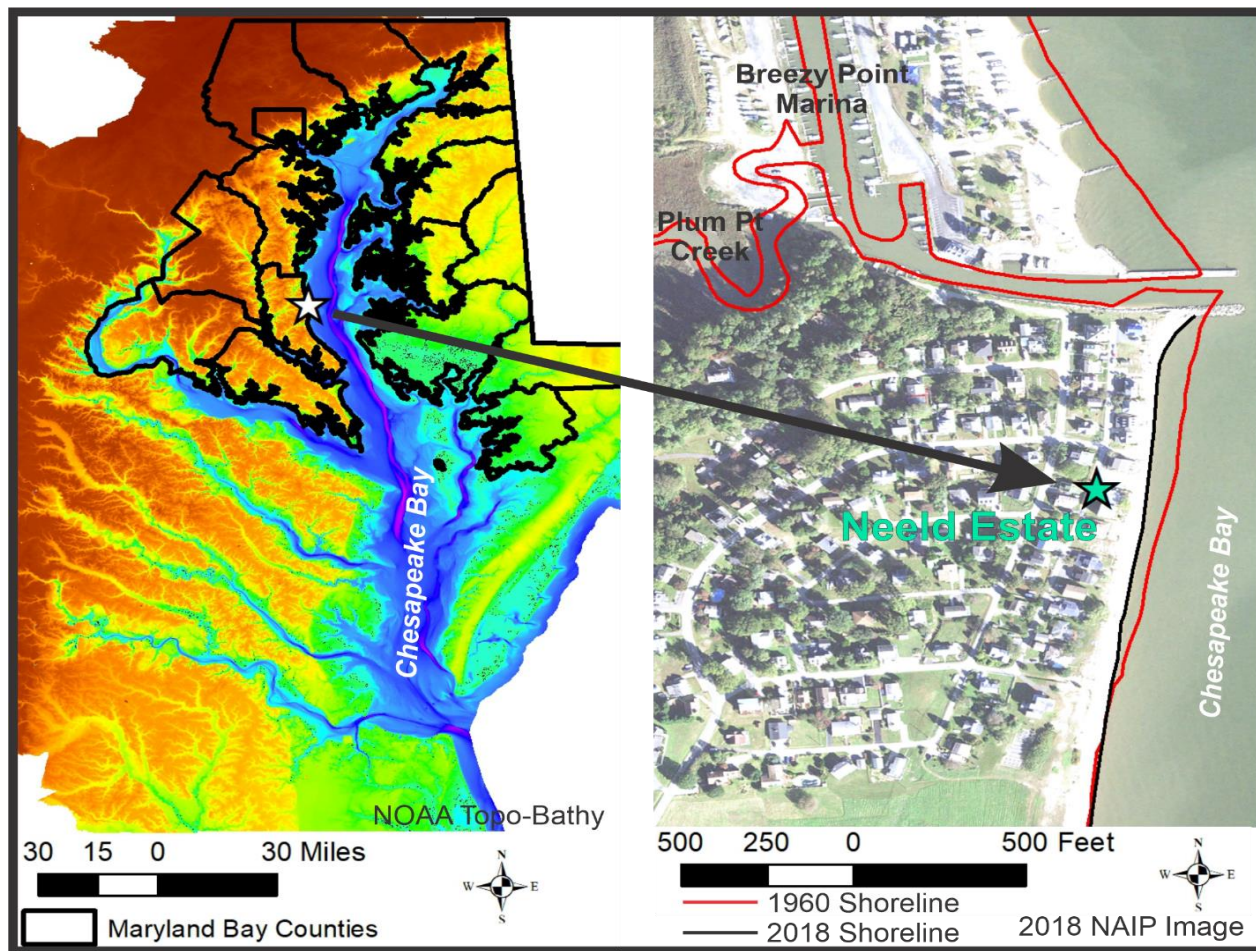 Chesapeake Bay
NOAA Topo-Bathy
30 15 0 30 Miles
N
W E
S
Maryland Bay Counties
Breezy Point
Marina
Plum Pt
Creek
Neeld Estate
Chesapeake Bay
500 250 0 500 Feet
N
W E
S
1960 Shoreline
2018 Shoreline
2018 NAIP Image